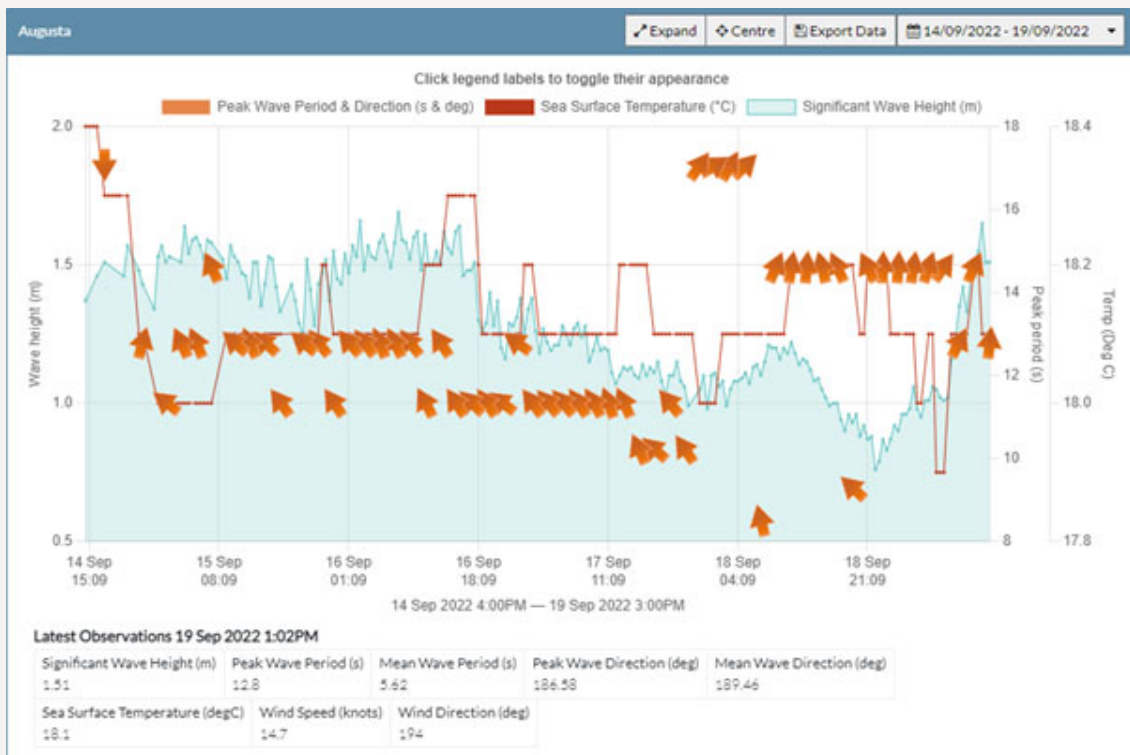 Augusta Expand Centre Export Data 14/09/2022 - 19/09/2022
Click legend labels to toggle their appearance
Peak Wave Period & Direction (s & deg) Sea Surface Temperature (°C) Significant Wave Height (m)
2.0 18 18.4
1.75 16
1.5 18.2
14
Wave height (m) Peak period (s) Temp (Deg C)
1.25
12
1.0 18.0
10
0.75
0.5 8 17.8
14 Sep 15 Sep 16 Sep 16 Sep 17 Sep 18 Sep 18 Sep
15:09 08:09 01:09 18:09 11:09 04:09 21:09
14 Sep 2022 4:00PM — 19 Sep 2022 3:00PM
Latest Observations 19 Sep 2022 1:02PM
Significant Wave Height (m) Peak Wave Period (s) Mean Wave Period (s) Peak Wave Direction (deg) Mean Wave Direction (deg)
1.51 12.8 5.62 186.58 189.46
Sea Surface Temperature (degC) Wind Speed (knots) Wind Direction (deg)
18.1 14.7 194